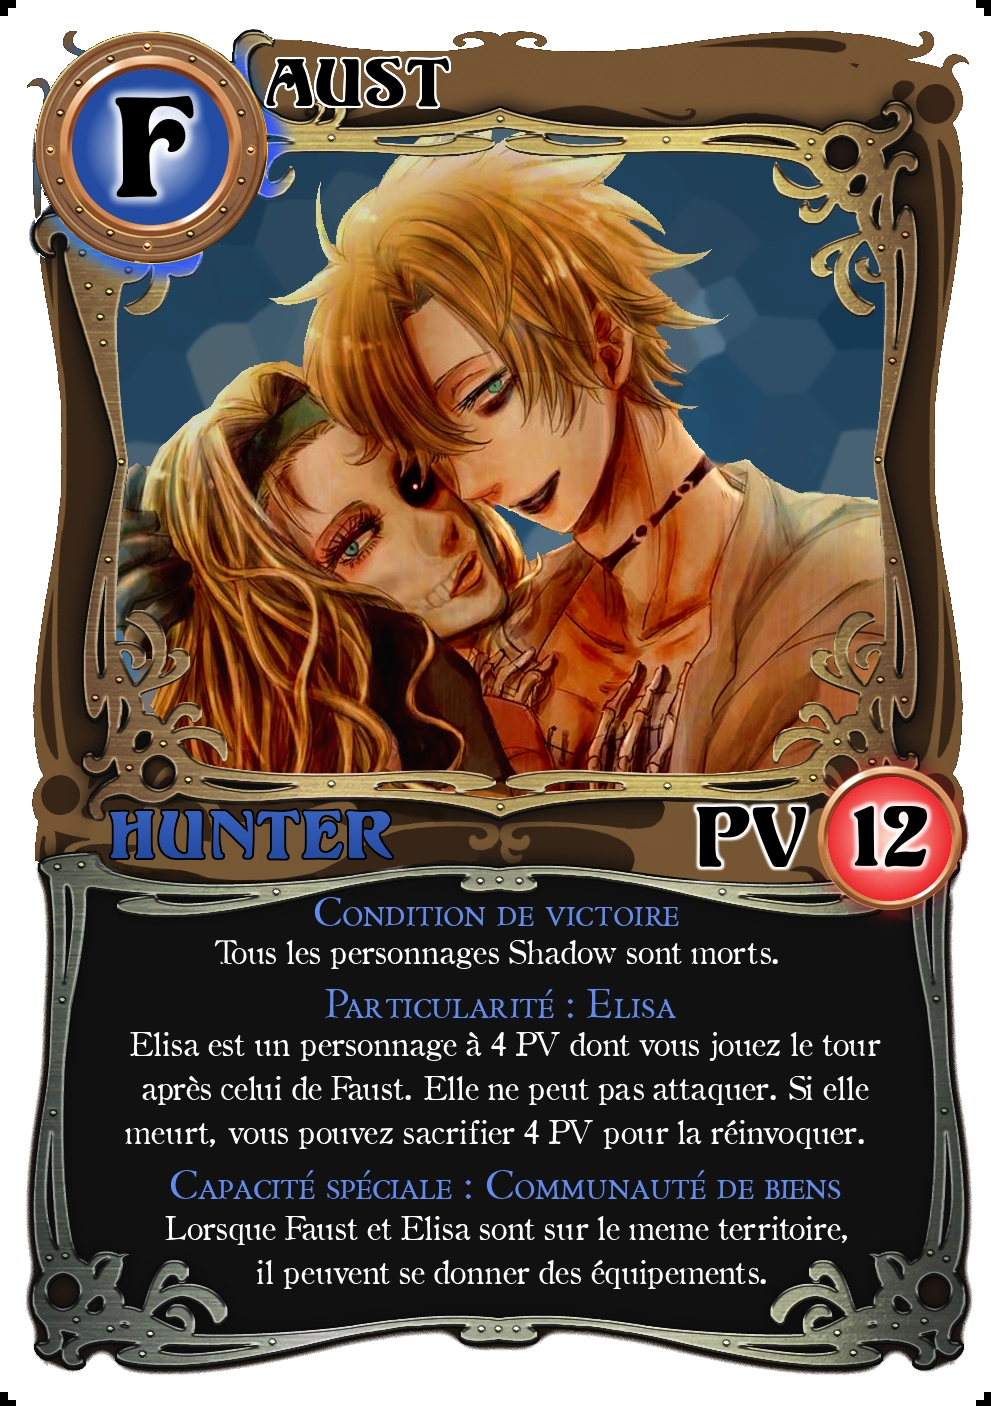 FAUST
HUNTER
PV 12
Condition de victoire
Tous les personnages Shadow sont morts.
Particularité : Elisa
Elisa est un personnage à 4 PV dont vous jouez le tour
après celui de Faust. Elle ne peut pas attaquer. Si elle
meurt, vous pouvez sacrifier 4 PV pour la réinvoquer.
Capacité spéciale : Communauté de biens
Lorsque Faust et Elisa sont sur le meme territoire,
il peuvent se donner des équipements.